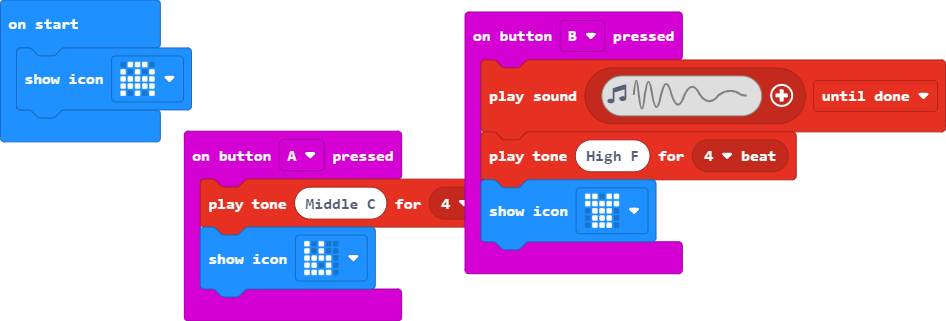 on start
show icon
on button A pressed
play tone Middle C for 4
show icon
on button B pressed
play sound until done
play tone High F for 4 beat
show icon